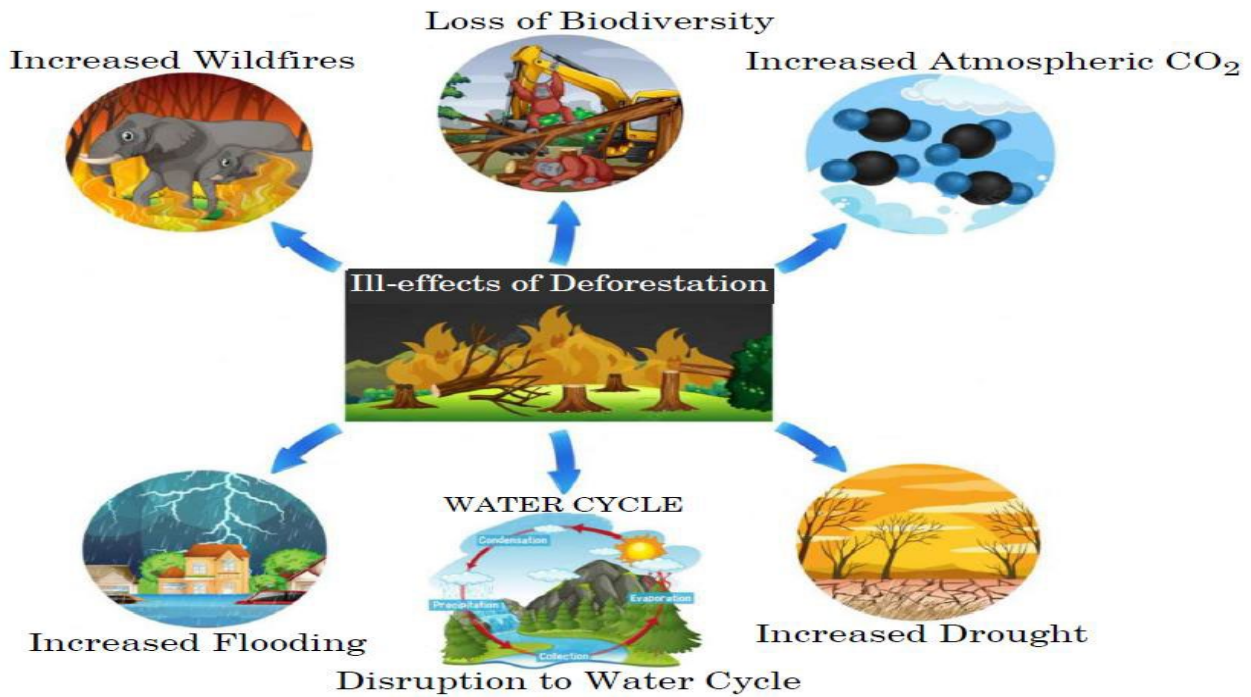 Loss of Biodiversity
Increased Wildfires
Increased Atmospheric CO₂
Ill-effects of Deforestation
WATER CYCLE
Condensation
Precipitation
Evaporation
Collection
Increased Flooding
Increased Drought
Disruption to Water Cycle